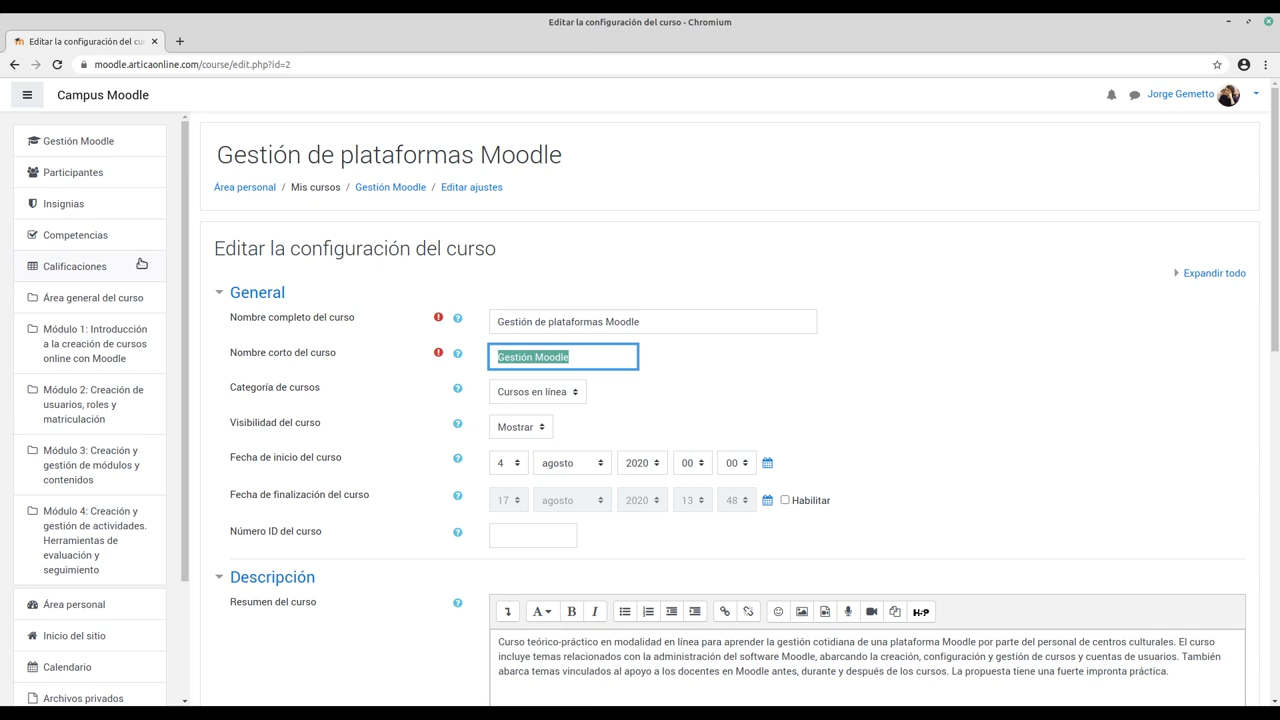 Editar la configuración del curso - Chromium
Editar la configuración del cu
moodle.articaonline.com/course/edit.php?id=2
Campus Moodle
Jorge Gemetto
Gestión Moodle
Participantes
Insignias
Competencias
Calificaciones
Área general del curso
Módulo 1: Introducción
a la creación de cursos
online con Moodle
Módulo 2: Creación de
usuarios, roles y
matriculación
Módulo 3: Creación y
gestión de módulos y
contenidos
Módulo 4: Creación y
gestión de actividades.
Herramientas de
evaluación y
seguimiento
Área personal
Inicio del sitio
Calendario
Archivos privados
Gestión de plataformas Moodle
Área personal / Mis cursos / Gestión Moodle / Editar ajustes
Editar la configuración del curso
Expandir todo
General
Nombre completo del curso
Gestión de plataformas Moodle
Nombre corto del curso
Gestión Moodle
Categoría de cursos
Cursos en línea
Visibilidad del curso
Mostrar
Fecha de inicio del curso
4 agosto 2020 00 00
Fecha de finalización del curso
17 agosto 2020 13 48 Habilitar
Número ID del curso
Descripción
Resumen del curso
A B I H-P
Curso teórico-práctico en modalidad en línea para aprender la gestión cotidiana de una plataforma Moodle por parte del personal de centros culturales. El curso
incluye temas relacionados con la administración del software Moodle, abarcando la creación, configuración y gestión de cursos y cuentas de usuarios. También
abarca temas vinculados al apoyo a los docentes en Moodle antes, durante y después de los cursos. La propuesta tiene una fuerte impronta práctica.